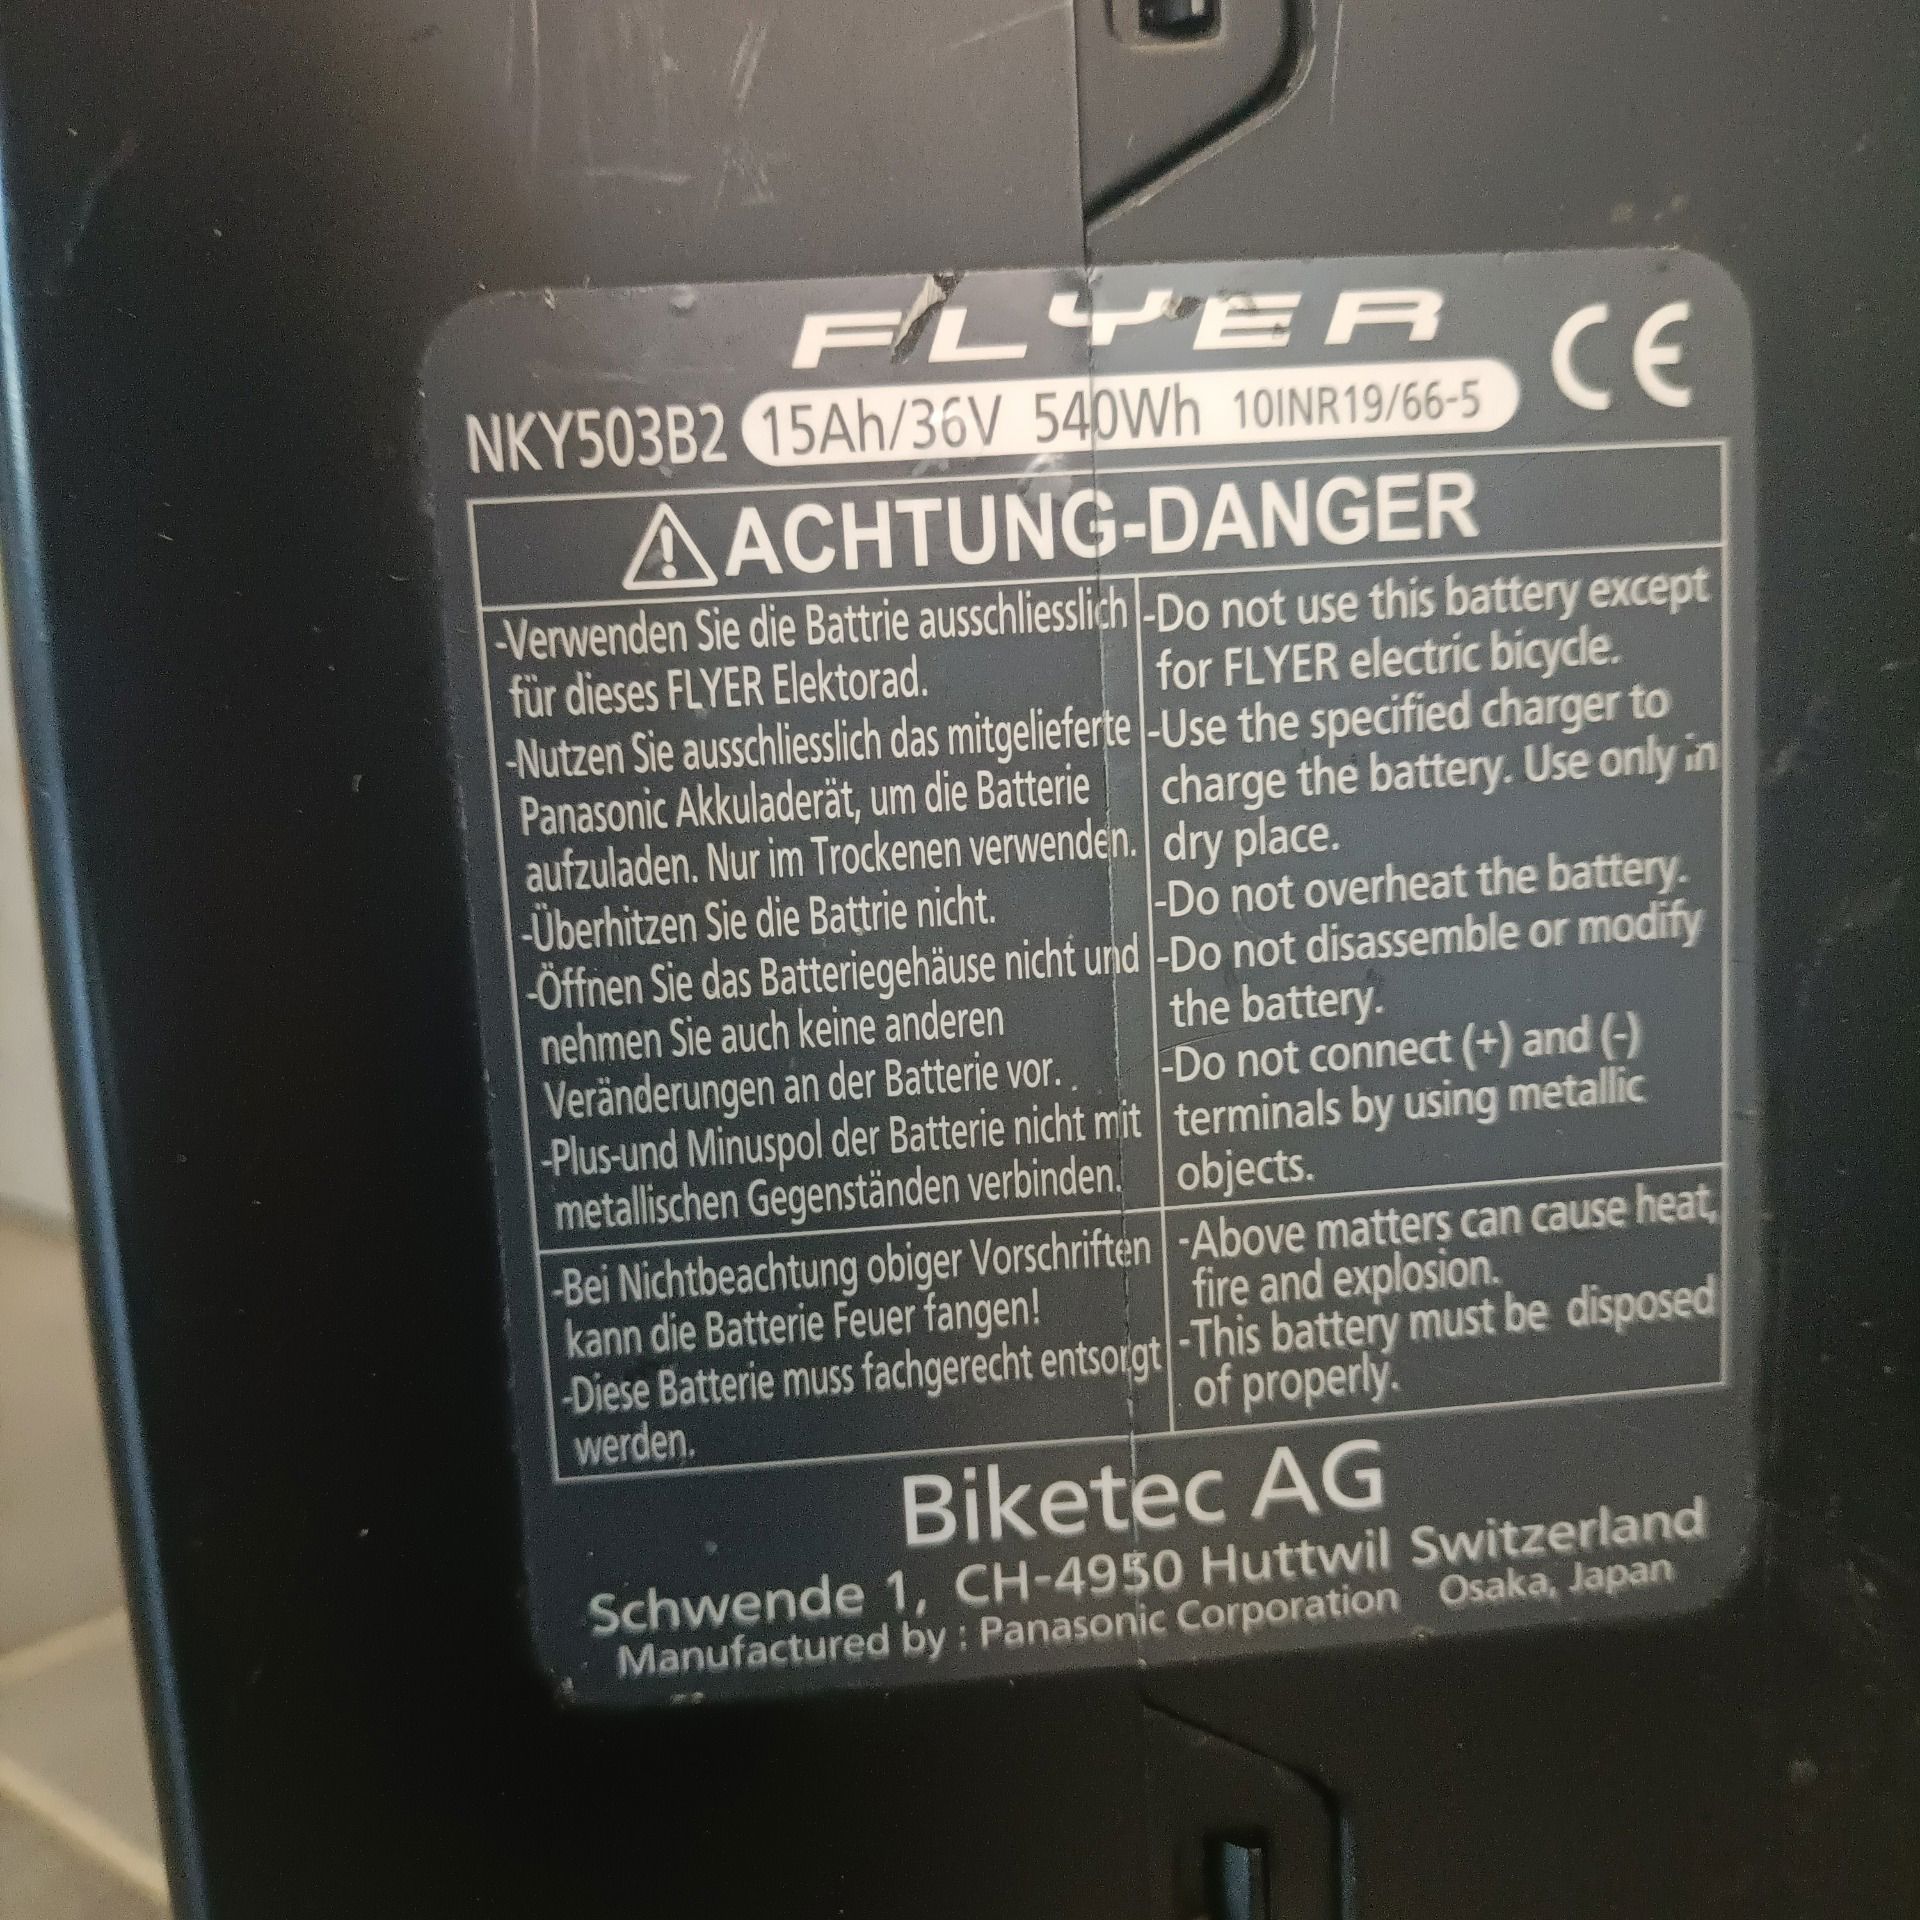 FLYER
NKY503B2 15Ah/36V 540Wh 10INR19/66-5 CE
ACHTUNG-DANGER
-Verwenden Sie die Battrie ausschliesslich
für dieses FLYER Elektorad.
-Nutzen Sie ausschliesslich das mitgelieferte
Panasonic Akkuladerät, um die Batterie
aufzuladen. Nur im Trockenen verwenden.
-Überhitzen Sie die Battrie nicht.
-Öffnen Sie das Batteriegehäuse nicht und
nehmen Sie auch keine anderen
Veränderungen an der Batterie vor.
-Plus-und Minuspol der Batterie nicht mit
metallischen Gegenständen verbinden.
-Bei Nichtbeachtung obiger Vorschriften
kann die Batterie Feuer fangen!
-Diese Batterie muss fachgerecht entsorgt
werden.
-Do not use this battery except
for FLYER electric bicycle.
-Use the specified charger to
charge the battery. Use only in
dry place.
-Do not overheat the battery.
-Do not disassemble or modify
the battery.
-Do not connect (+) and (-)
terminals by using metallic
objects.
-Above matters can cause heat,
fire and explosion.
-This battery must be disposed
of properly.
Biketec AG
Schwende 1, CH-4950 Huttwil Switzerland
Manufactured by : Panasonic Corporation Osaka, Japan